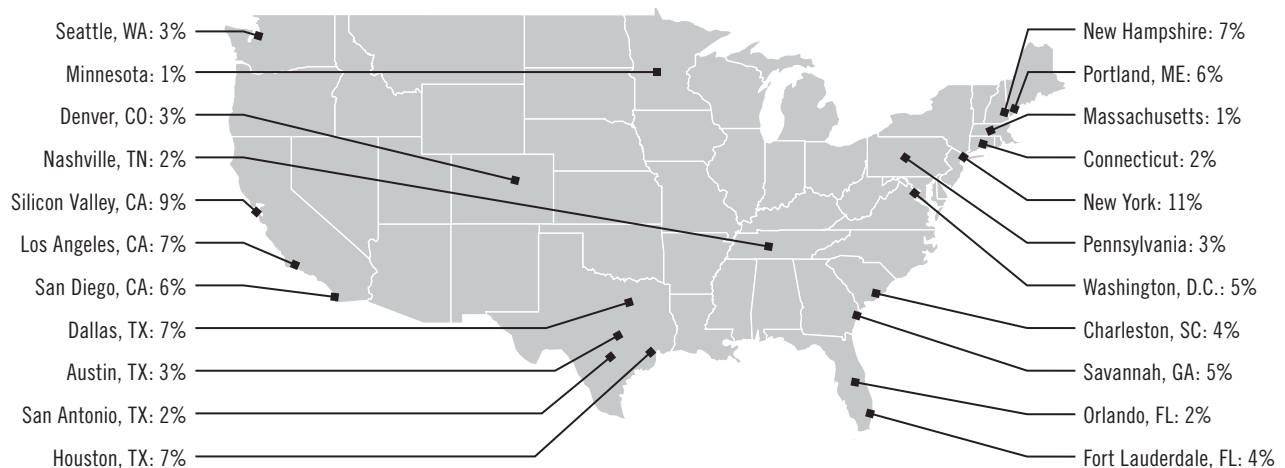 Seattle, WA: 3%
Minnesota: 1%
Denver, CO: 3%
Nashville, TN: 2%
Silicon Valley, CA: 9%
Los Angeles, CA: 7%
San Diego, CA: 6%
Dallas, TX: 7%
Austin, TX: 3%
San Antonio, TX: 2%
Houston, TX: 7%
New Hampshire: 7%
Portland, ME: 6%
Massachusetts: 1%
Connecticut: 2%
New York: 11%
Pennsylvania: 3%
Washington, D.C.: 5%
Charleston, SC: 4%
Savannah, GA: 5%
Orlando, FL: 2%
Fort Lauderdale, FL: 4%